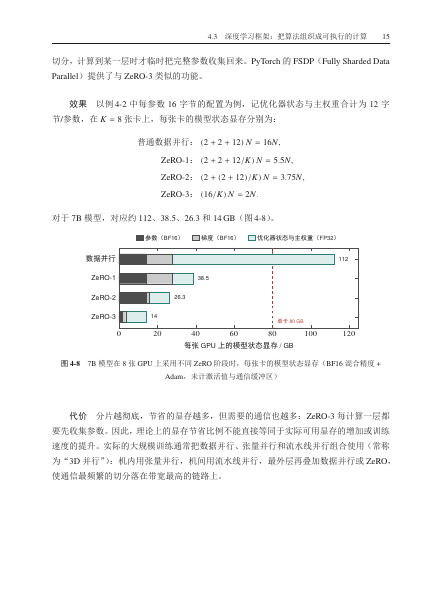 4.3 深度学习框架：把算法组织成可执行的计算 15
切分，计算到某一层时才临时把完整参数收集回来。PyTorch 的 FSDP（Fully Sharded Data
Parallel）提供了与 ZeRO-3 类似的功能。
效果 以例 4-2 中每参数 16 字节的配置为例，记优化器状态与主权重合计为 12 字
节/参数，在 K = 8 张卡上，每张卡的模型状态显存分别为：
普通数据并行： (2 + 2 + 12) N = 16N,
ZeRO-1： (2 + 2 + 12/K) N = 5.5N,
ZeRO-2： (2 + (2 + 12)/K) N = 3.75N,
ZeRO-3： (16/K) N = 2N.
对于 7B 模型，对应约 112、38.5、26.3 和 14 GB（图 4-8）。
参数（BF16） 梯度（BF16） 优化器状态与主权重（FP32）
数据并行 112
ZeRO-1 38.5
ZeRO-2 26.3
ZeRO-3 14
单卡 80 GB
0 20 40 60 80 100 120
每张 GPU 上的模型状态显存 / GB
图 4-8 7B 模型在 8 张 GPU 上采用不同 ZeRO 阶段时，每张卡的模型状态显存（BF16 混合精度 +
Adam，未计激活值与通信缓冲区）
代价 分片越彻底，节省的显存越多，但需要的通信也越多：ZeRO-3 每计算一层都
要先收集参数。因此，理论上的显存节省比例不能直接等同于实际可用显存的增加或训练
速度的提升。实际的大规模训练通常把数据并行、张量并行和流水线并行组合使用（常称
为“3D 并行”）：机内用张量并行，机间用流水线并行，最外层再叠加数据并行或 ZeRO，
使通信最频繁的切分落在带宽最高的链路上。